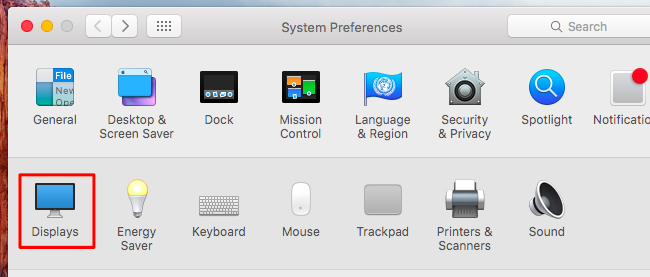 System Preferences
Search
File
New
Ope
General
Desktop &
Screen Saver
Dock
Mission
Control
Language
& Region
Security
& Privacy
Spotlight
Notificatio
Displays
Energy
Saver
Keyboard
Mouse
Trackpad
Printers &
Scanners
Sound